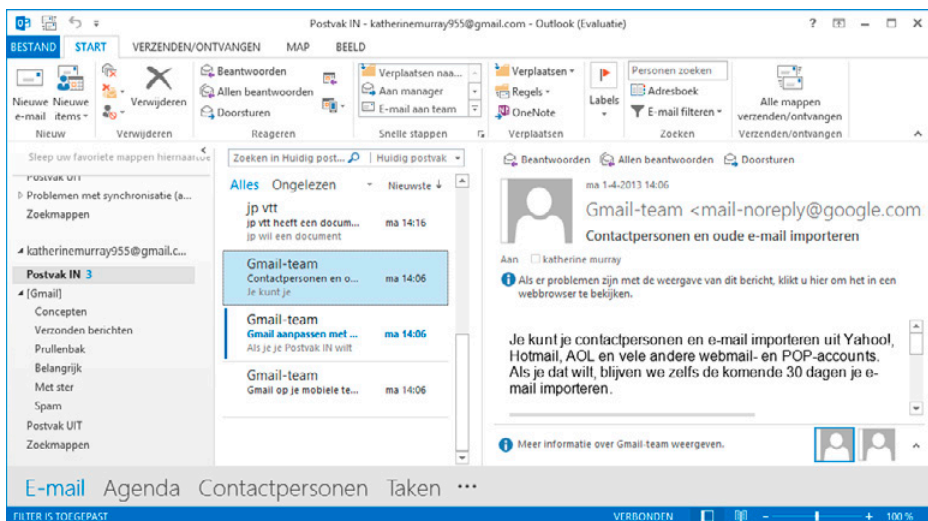 Postvak IN - katherinemurray955@gmail.com - Outlook (Evaluatie)
BESTAND START VERZENDEN/ONTVANGEN MAP BEELD
Nieuwe e-mail
Nieuwe items
Nieuw
Verwijderen
Verwijderen
Beantwoorden
Allen beantwoorden
Doorsturen
Reageren
Verplaatsen naa...
Aan manager
E-mail aan team
Snelle stappen
Verplaatsen
Regels
OneNote
Verplaatsen
Labels
Personen zoeken
Adresboek
E-mail filteren
Zoeken
Alle mappen
verzenden/ontvangen
Verzenden/ontvangen
Sleep uw favoriete mappen hiernaartoe
Postvak UIT
Problemen met synchronisatie (a...
Zoekmappen
katherinemurray955@gmail.c...
Postvak IN 3
[Gmail]
Concepten
Verzonden berichten
Prullenbak
Belangrijk
Met ster
Spam
Postvak UIT
Zoekmappen
Zoeken in Huidig post... Huidig postvak
Alles Ongelezen Nieuwste
jp vtt
jp vtt heeft een docum... ma 14:16
jp wil een document
Gmail-team
Contactpersonen en o... ma 14:06
Je kunt je
Gmail-team
Gmail aanpassen met ... ma 14:06
Als je je Postvak IN wilt
Gmail-team
Gmail op je mobiele te... ma 14:06
Beantwoorden Allen beantwoorden Doorsturen
ma 1-4-2013 14:06
Gmail-team <mail-noreply@google.com
Contactpersonen en oude e-mail importeren
Aan katherine murray
Als er problemen zijn met de weergave van dit bericht, klikt u hier om het in een
webbrowser te bekijken.
Je kunt je contactpersonen en e-mail importeren uit Yahoo!,
Hotmail, AOL en vele andere webmail- en POP-accounts.
Als je dat wilt, blijven we zelfs de komende 30 dagen je e-
mail importeren.
Meer informatie over Gmail-team weergeven.
E-mail Agenda Contactpersonen Taken ...
FILTER IS TOEGEPAST VERBONDEN 100 %